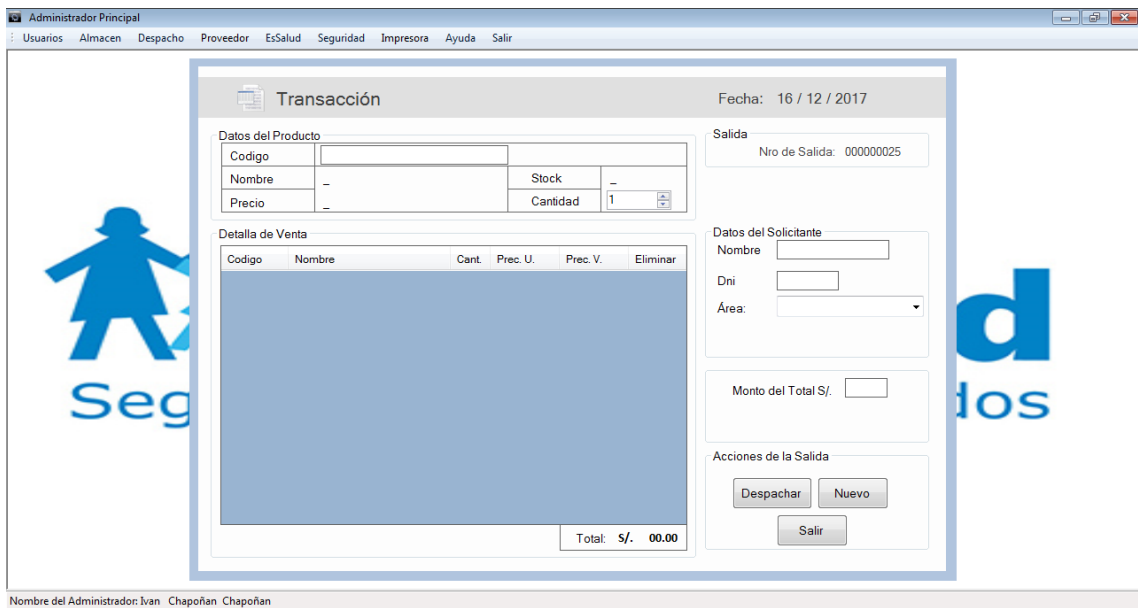 Administrador Principal
Usuarios Almacen Despacho Proveedor EsSalud Seguridad Impresora Ayuda Salir
Transacción
Fecha: 16 / 12 / 2017
Datos del Producto
Codigo
Nombre _ Stock _
Precio _ Cantidad 1
Salida
Nro de Salida: 000000025
Detalla de Venta
Codigo Nombre Cant. Prec. U. Prec. V. Eliminar
Total: S/. 00.00
Datos del Solicitante
Nombre
Dni
Área:
Monto del Total S/.
Acciones de la Salida
Despachar Nuevo
Salir
d
Seg dos
Nombre del Administrador: Ivan Chapoñan Chapoñan